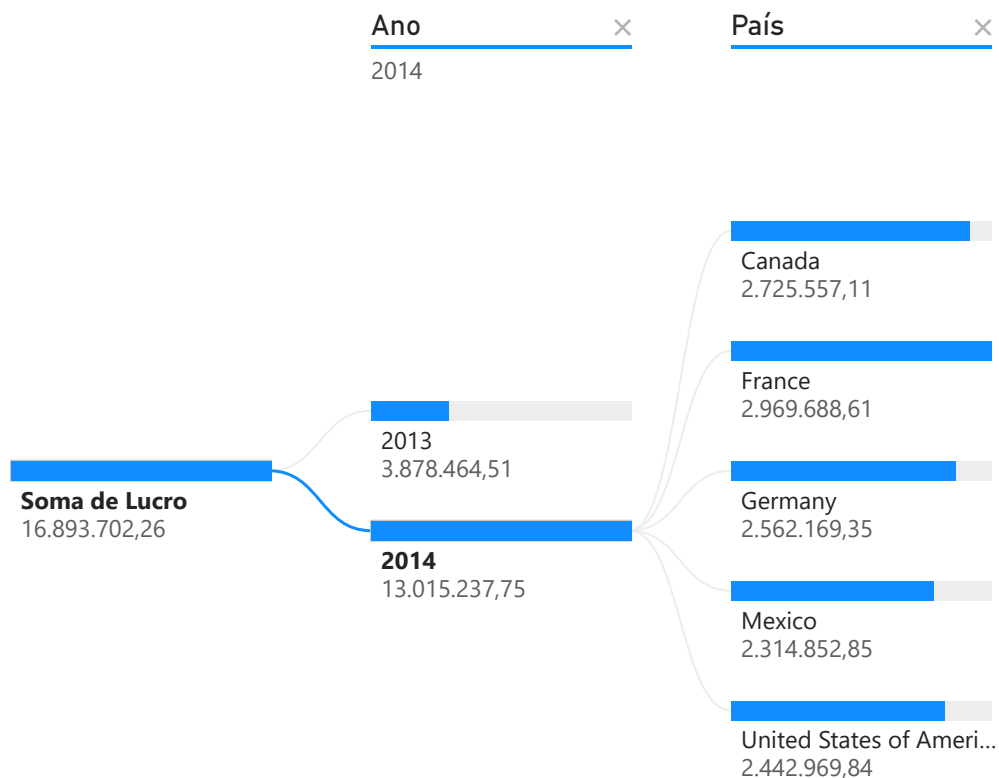 Ano
2014
País
Soma de Lucro
16.893.702,26
2013
3.878.464,51
2014
13.015.237,75
Canada
2.725.557,11
France
2.969.688,61
Germany
2.562.169,35
Mexico
2.314.852,85
United States of Ameri...
2.442.969,84